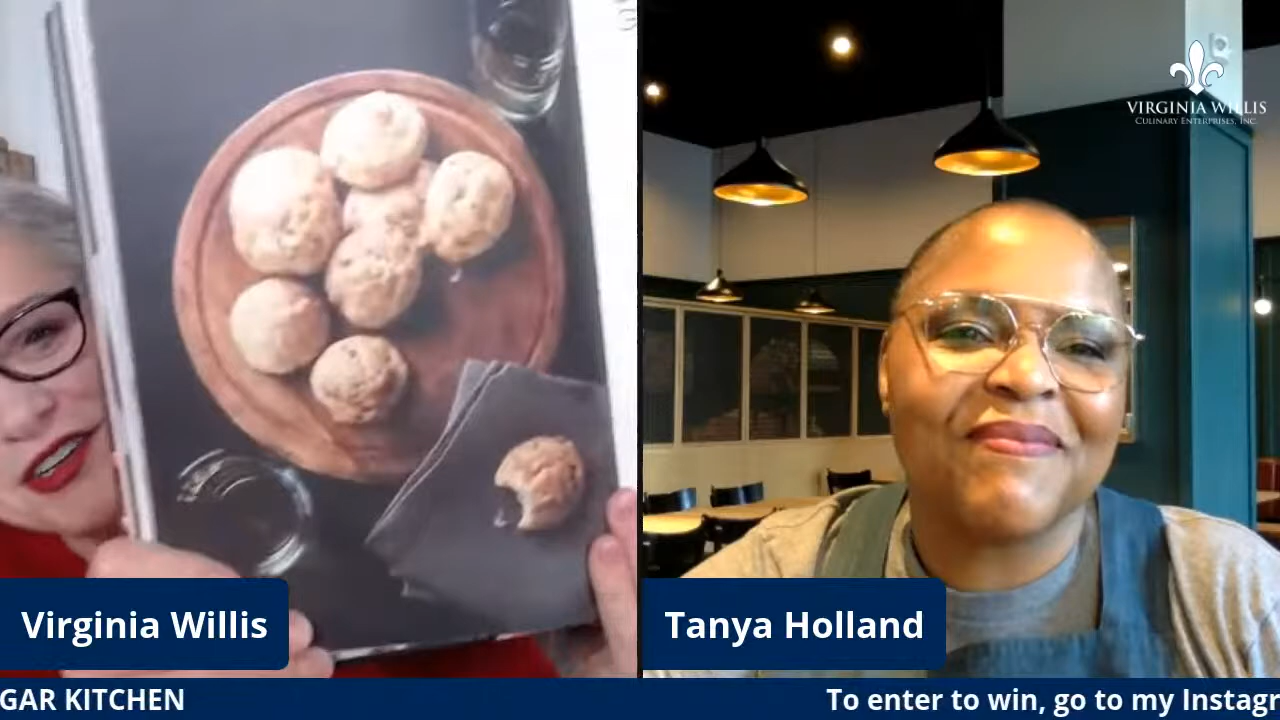 VIRGINIA WILLIS
CULINARY ENTERPRISES, INC.
Virginia Willis
Tanya Holland
GAR KITCHEN
To enter to win, go to my Instagr